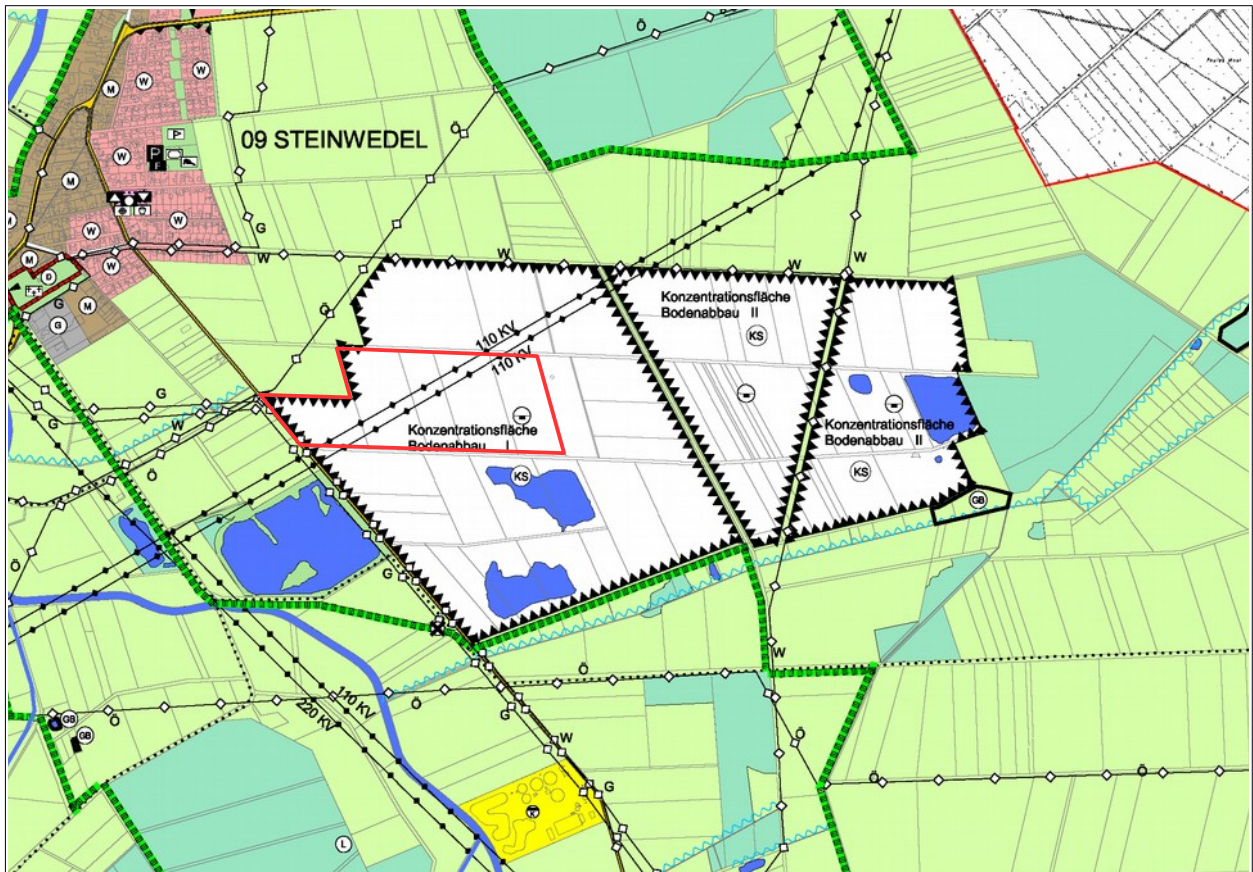 Ö
Ö
W
W
M
W
P
W
09 STEINWEDEL
Ö
M
W
W
M
W
W
G
M
W
D
G
M
G
W
W
W
W
Ö
Konzentrationsfläche
Bodenabbau II
KS
110 KV
110 KV
G
G
W
Konzentrationsfläche
Bodenabbau I
KS
Konzentrationsfläche
Bodenabbau II
KS
GB
Ö
Ö
G
W
Ö
Ö
110 KV
220 KV
Ö
G
W
G
GB
GB
Ö
Ö
Ö
L